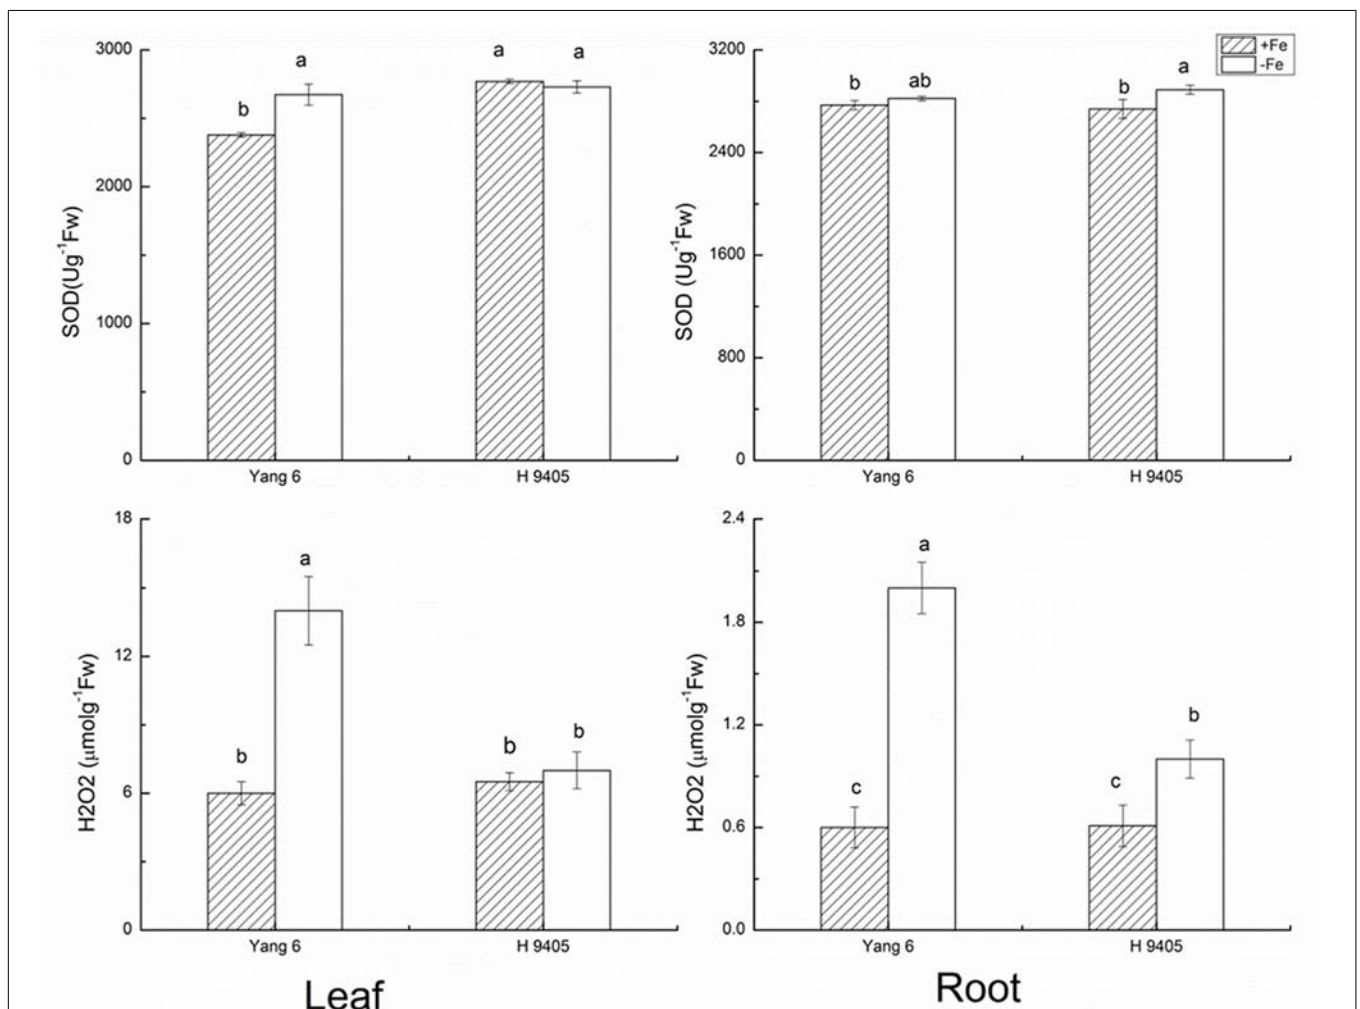 3000
2000
1000
0
SOD(Ug-1Fw)
b
a
a
a
Yang 6
H 9405
3200
2400
1600
800
0
SOD (Ug-1Fw)
b
ab
b
a
+Fe
-Fe
Yang 6
H 9405
18
12
6
0
H2O2 (μmolg-1Fw)
b
a
b
b
Yang 6
H 9405
Leaf
2.4
1.8
1.2
0.6
0.0
H2O2 (μmolg-1Fw)
c
a
c
b
Yang 6
H 9405
Root